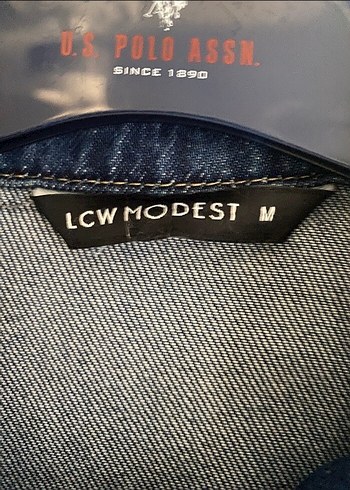 U.S. POLO ASSN.
SINCE 1890
LCW MODEST M